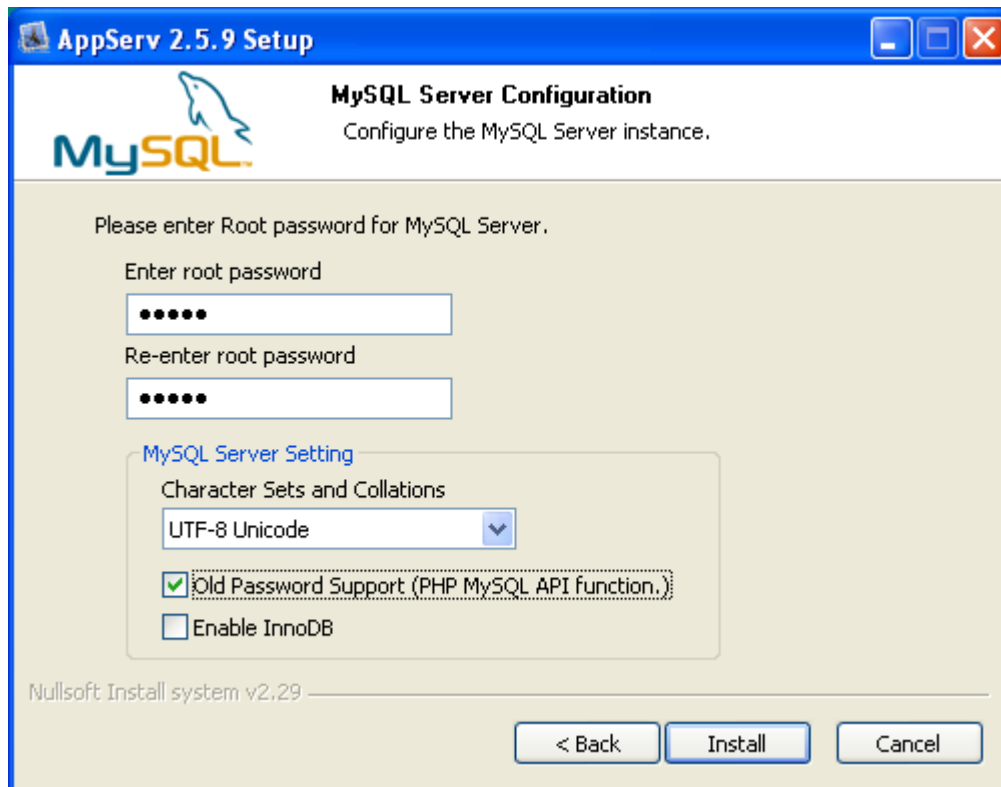 AppServ 2.5.9 Setup
MySQL
MySQL Server Configuration
Configure the MySQL Server instance.
Please enter Root password for MySQL Server.
Enter root password
•••••
Re-enter root password
•••••
MySQL Server Setting
Character Sets and Collations
UTF-8 Unicode
Old Password Support (PHP MySQL API function.)
Enable InnoDB
Nullsoft Install system v2.29
< Back Install Cancel